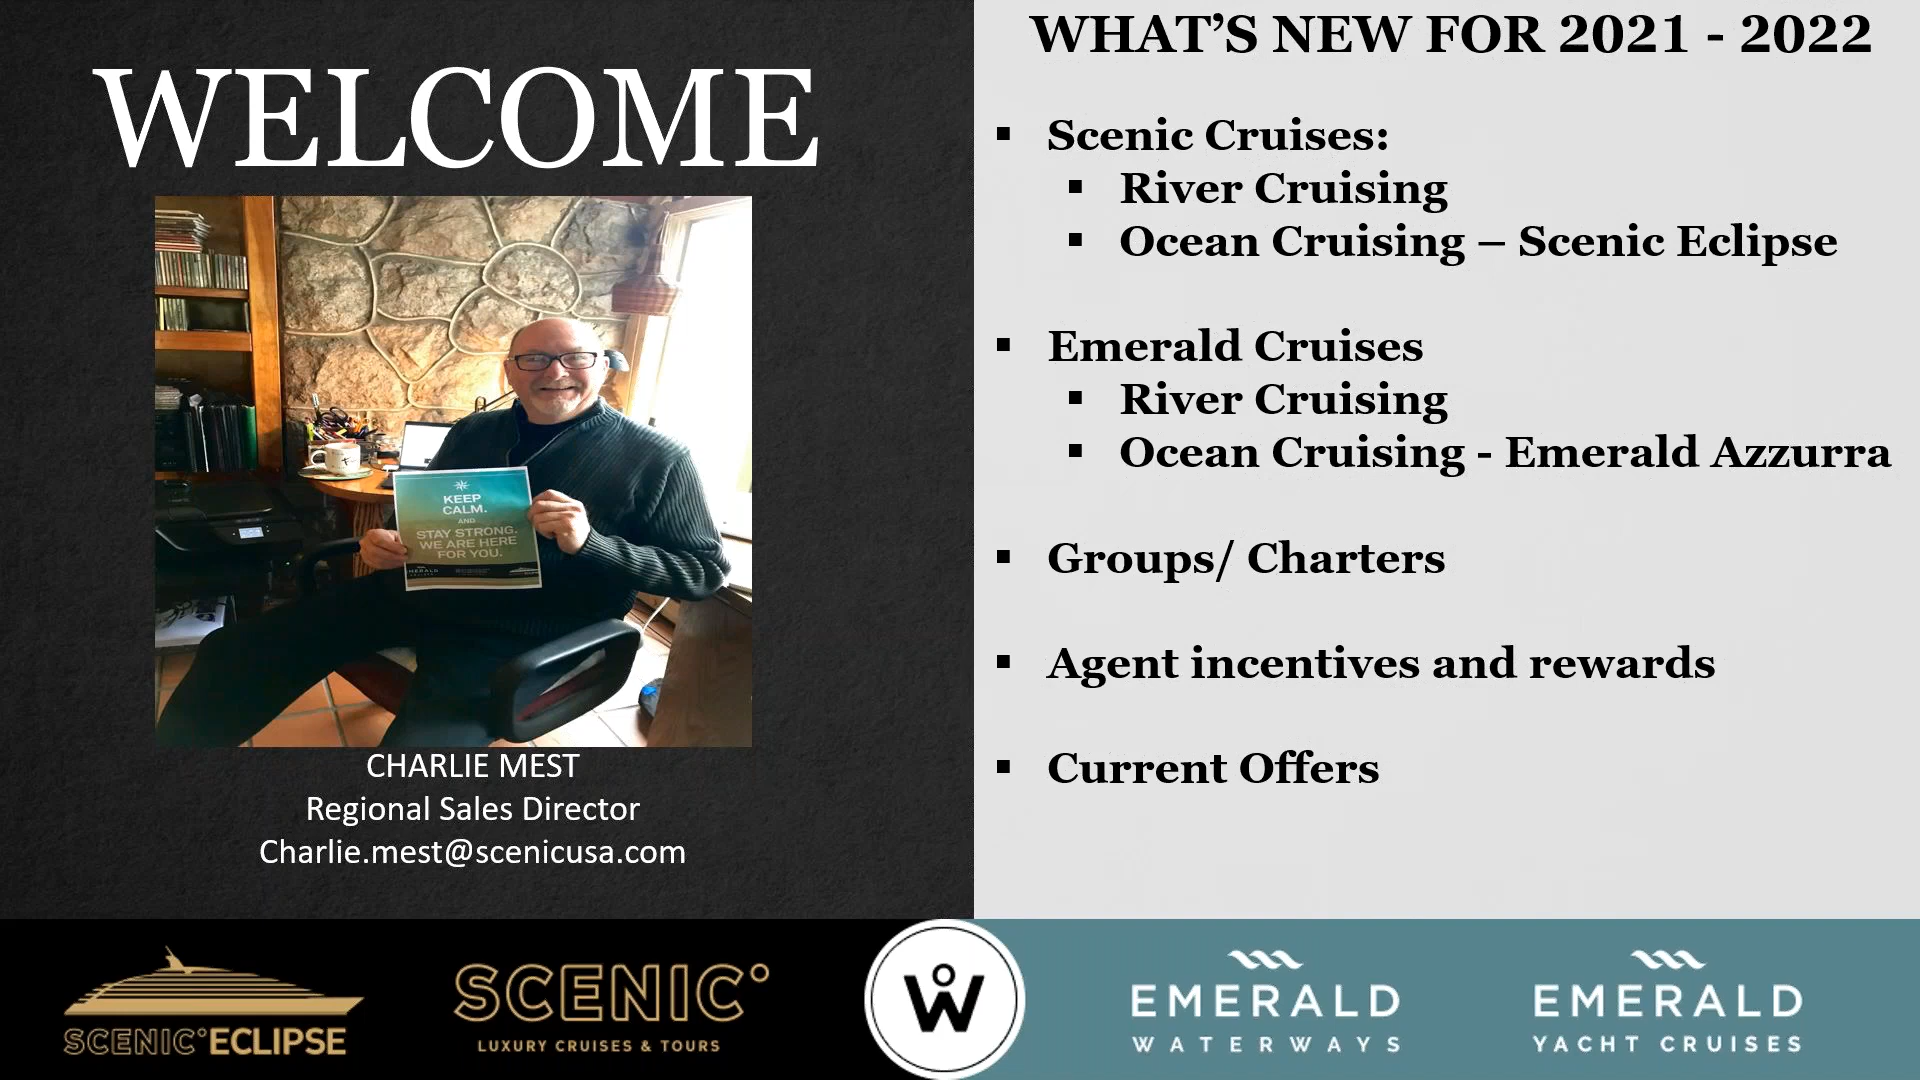 WELCOME
KEEP
CALM.
AND
STAY STRONG.
WE ARE HERE
FOR YOU.
EMERALD
CHARLIE MEST
Regional Sales Director
Charlie.mest@scenicusa.com
WHAT’S NEW FOR 2021 - 2022
▪ Scenic Cruises:
▪ River Cruising
▪ Ocean Cruising – Scenic Eclipse
▪ Emerald Cruises
▪ River Cruising
▪ Ocean Cruising - Emerald Azzurra
▪ Groups/ Charters
▪ Agent incentives and rewards
▪ Current Offers
SCENIC°ECLIPSE
SCENIC°
LUXURY CRUISES & TOURS
W
EMERALD
WATERWAYS
EMERALD
YACHT CRUISES